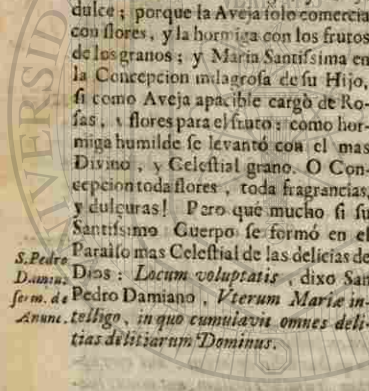 dulce ; porque la Aveja ſolo comercia
con flores, y la hormiga con los frutos
de los granos ; y Maria Santiſsima en
la Concepcion milagroſa de ſu Hijo,
ſi como Aveja apacible cargò de Ro-
ſas, y flores para el fruto ; como hor-
miga humilde ſe levantó con el mas
Divino , y Celeſtial grano. O Con-
cepcion toda flores , toda fragrancias,
y dulçuras! Pero què mucho ſi ſu
Santiſsimo Cuerpo ſe formó en el
Paraiſo mas Celeſtial de las delicias de
Dios : Locum voluptatis , dixo San
Pedro Damiano , Vterum Mariæ in-
telligo, in quo cumulavit omnes deli-
tias delitiarum Dominus.
S. Pedro
Damian.
ſerm. de
Anunt.